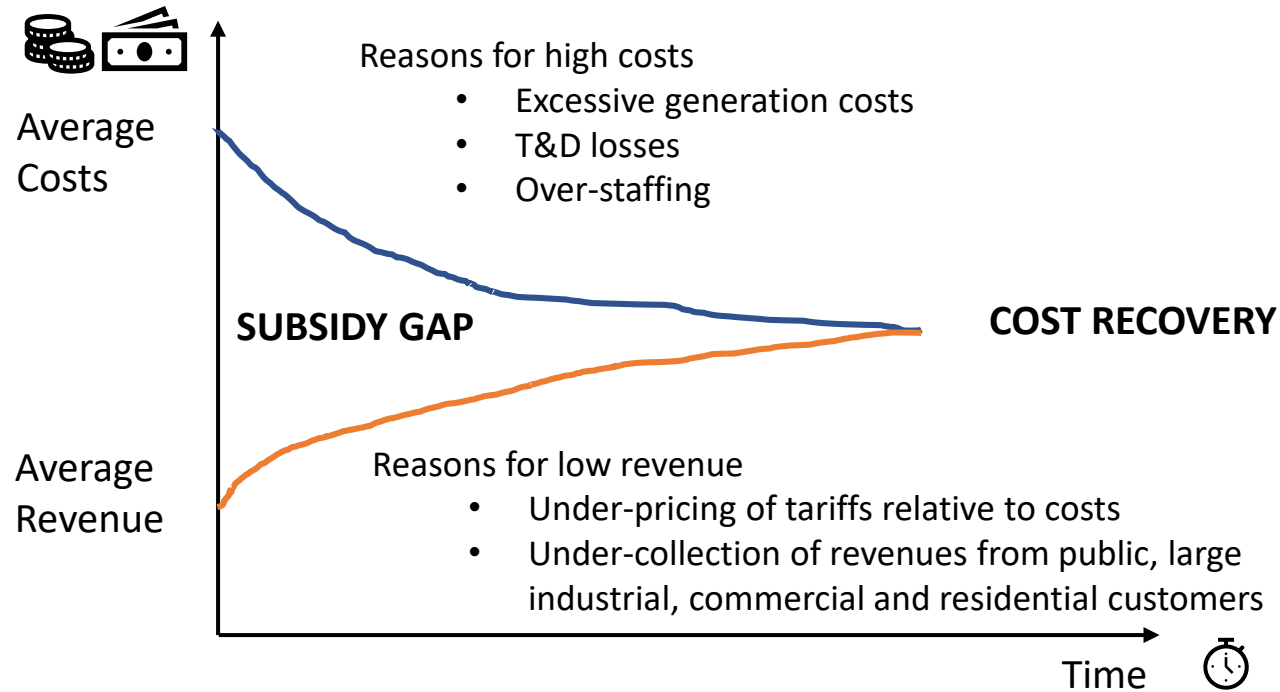 Reasons for high costs
• Excessive generation costs
• T&D losses
• Over-staffing
Average
Costs
SUBSIDY GAP
COST RECOVERY
Average
Revenue
Reasons for low revenue
• Under-pricing of tariffs relative to costs
• Under-collection of revenues from public, large
industrial, commercial and residential customers
Time